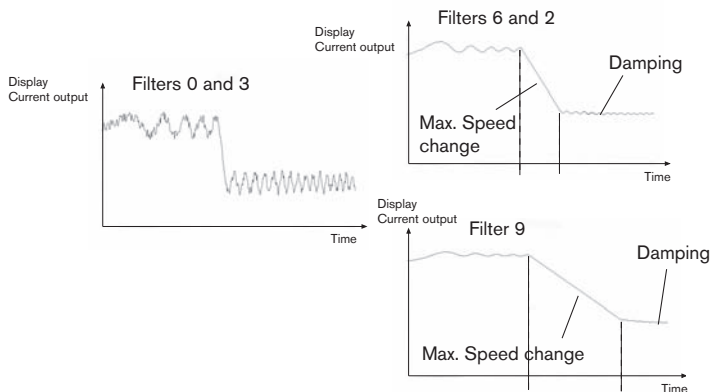 Filters 0 and 3
Display
Current output
Time
Filters 6 and 2
Display
Current output
Damping
Max. Speed
change
Time
Filter 9
Display
Current output
Damping
Max. Speed change
Time